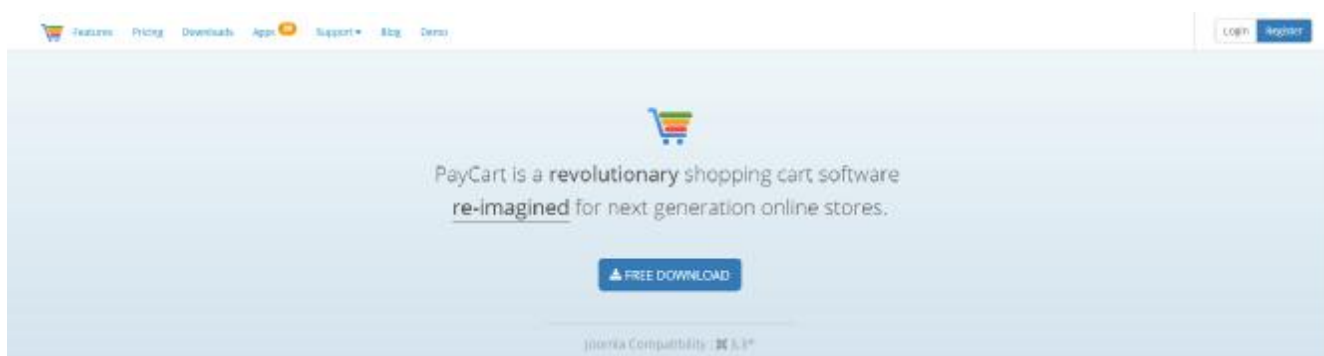 Features Pricing Downloads Apps Support Blog Demo
Login Register
PayCart is a revolutionary shopping cart software
re-imagined for next generation online stores.
FREE DOWNLOAD
Joomla Compatibility :